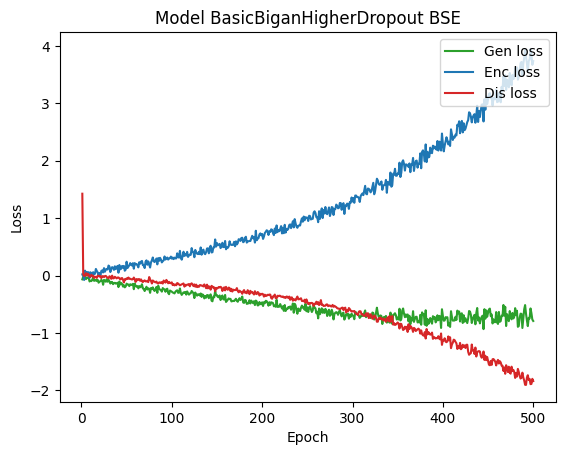 Model BasicBiganHigherDropout BSE
Gen loss
Enc loss
Dis loss
Loss
4
3
2
1
0
−1
−2
0 100 200 300 400 500
Epoch